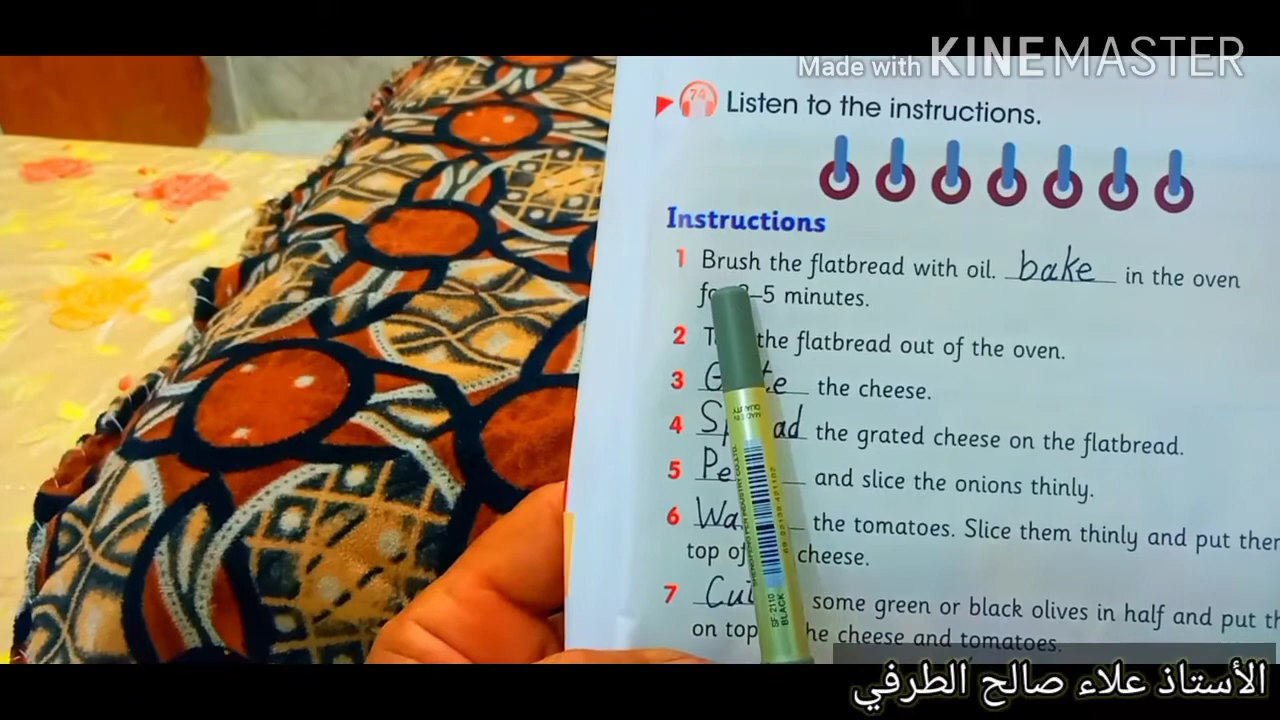 Made with KINEMASTER
74 Listen to the instructions.
Instructions
1 Brush the flatbread with oil. bake in the oven
5 minutes.
2 the flatbread out of the oven.
3 the cheese.
4 the grated cheese on the flatbread.
5 and slice the onions thinly.
6 the tomatoes. Slice them thinly and put
top cheese.
7 some green or black olives in half and put
on top the cheese and tomatoes.
SF-2110
BLACK
الأستاذ علاء صالح الطرفي